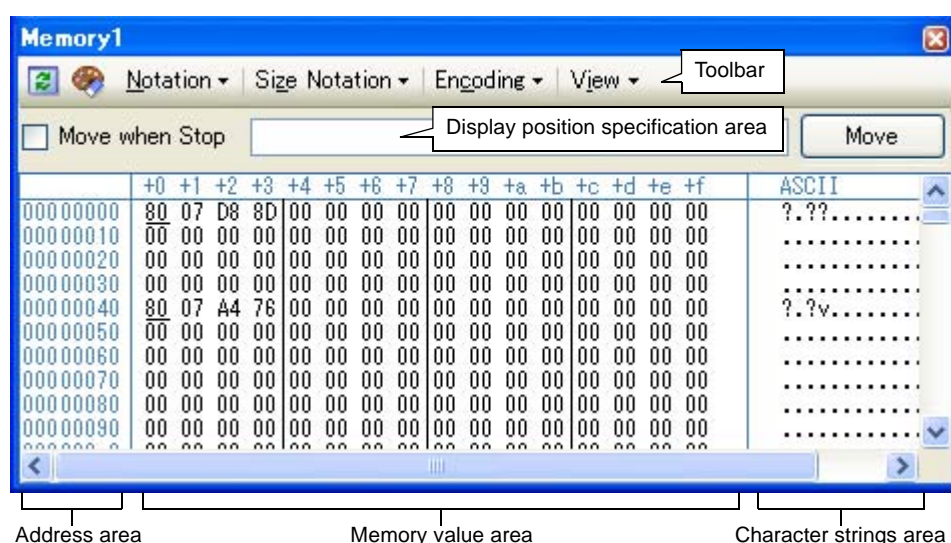 Memory1
Notation Size Notation Encoding View Toolbar
Move when Stop Display position specification area Move
+0 +1 +2 +3 +4 +5 +6 +7 +8 +9 +a +b +c +d +e +f ASCII
00000000 80 07 D8 8D 00 00 00 00 00 00 00 00 00 00 00 00 ?.??........
00000010 00 00 00 00 00 00 00 00 00 00 00 00 00 00 00 00 ............
00000020 00 00 00 00 00 00 00 00 00 00 00 00 00 00 00 00 ............
00000030 00 00 00 00 00 00 00 00 00 00 00 00 00 00 00 00 ............
00000040 80 07 A4 76 00 00 00 00 00 00 00 00 00 00 00 00 ?.?v........
00000050 00 00 00 00 00 00 00 00 00 00 00 00 00 00 00 00 ............
00000060 00 00 00 00 00 00 00 00 00 00 00 00 00 00 00 00 ............
00000070 00 00 00 00 00 00 00 00 00 00 00 00 00 00 00 00 ............
00000080 00 00 00 00 00 00 00 00 00 00 00 00 00 00 00 00 ............
00000090 00 00 00 00 00 00 00 00 00 00 00 00 00 00 00 00 ............
Address area Memory value area Character strings area